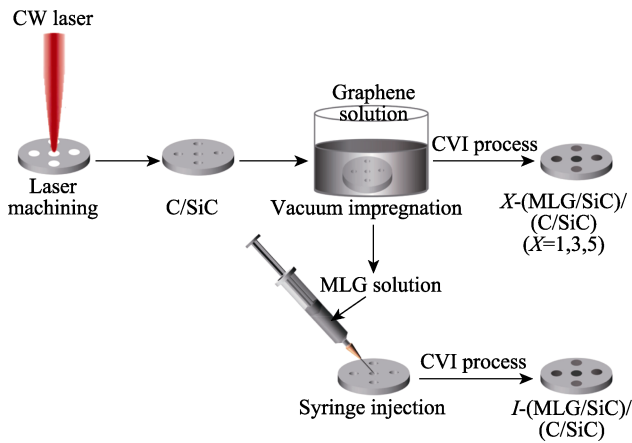 CW laser
Laser
machining
C/SiC
Graphene
solution
Vacuum impregnation
CVI process
X-(MLG/SiC)/
(C/SiC)
(X=1,3,5)
MLG solution
Syringe injection
CVI process
I-(MLG/SiC)/
(C/SiC)